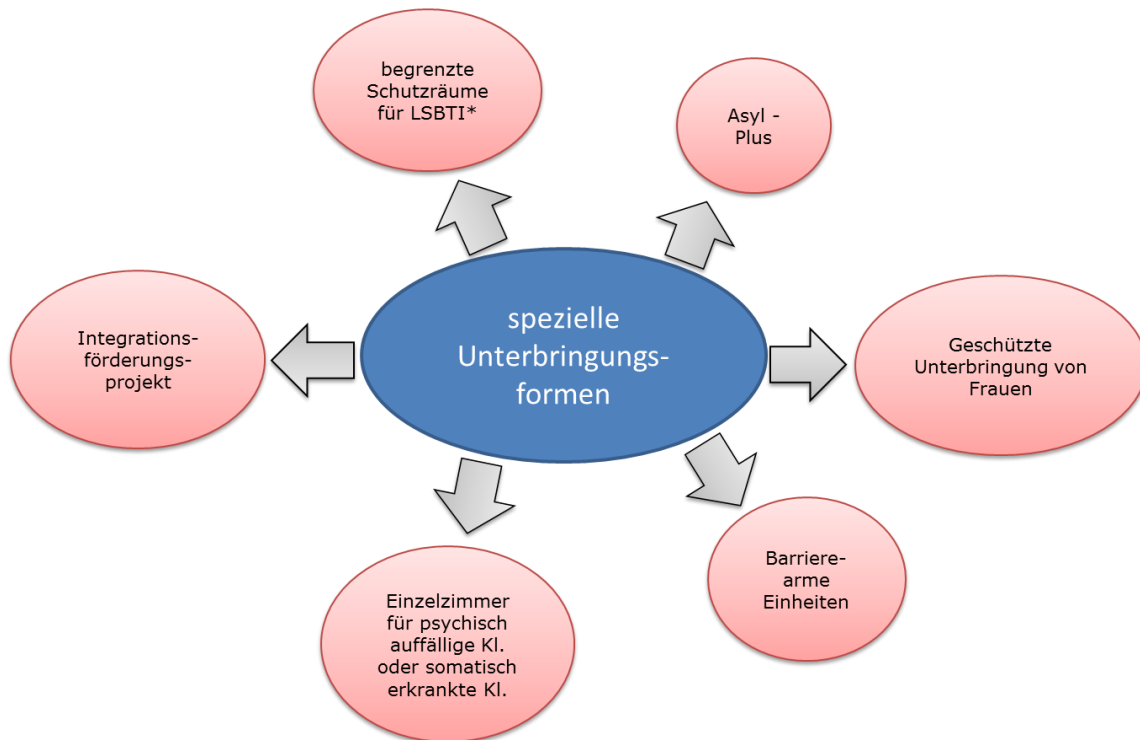 begrenzte
Schutzräume
für LSBTI*
Asyl -
Plus
spezielle
Unterbringungs-
formen
Integrations-
förderungs-
projekt
Geschützte
Unterbringung von
Frauen
Einzelzimmer
für psychisch
auffällige Kl.
oder somatisch
erkrankte Kl.
Barriere-
arme
Einheiten